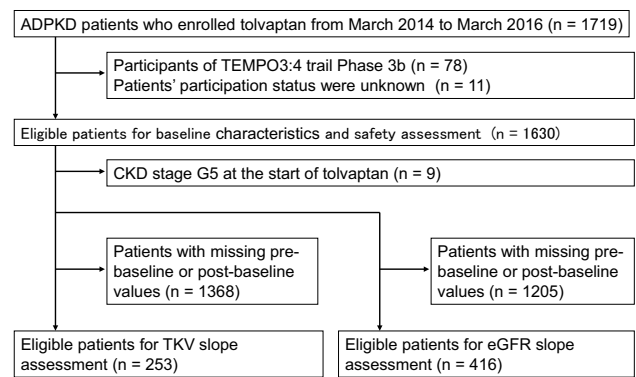 ADPKD patients who enrolled tolvaptan from March 2014 to March 2016 (n = 1719)
Participants of TEMPO3:4 trail Phase 3b (n = 78)
Patients' participation status were unknown (n = 11)
Eligible patients for baseline characteristics and safety assessment (n = 1630)
CKD stage G5 at the start of tolvaptan (n = 9)
Patients with missing pre-
baseline or post-baseline
values (n = 1368)
Patients with missing pre-
baseline or post-baseline
values (n = 1205)
Eligible patients for TKV slope
assessment (n = 253)
Eligible patients for eGFR slope
assessment (n = 416)